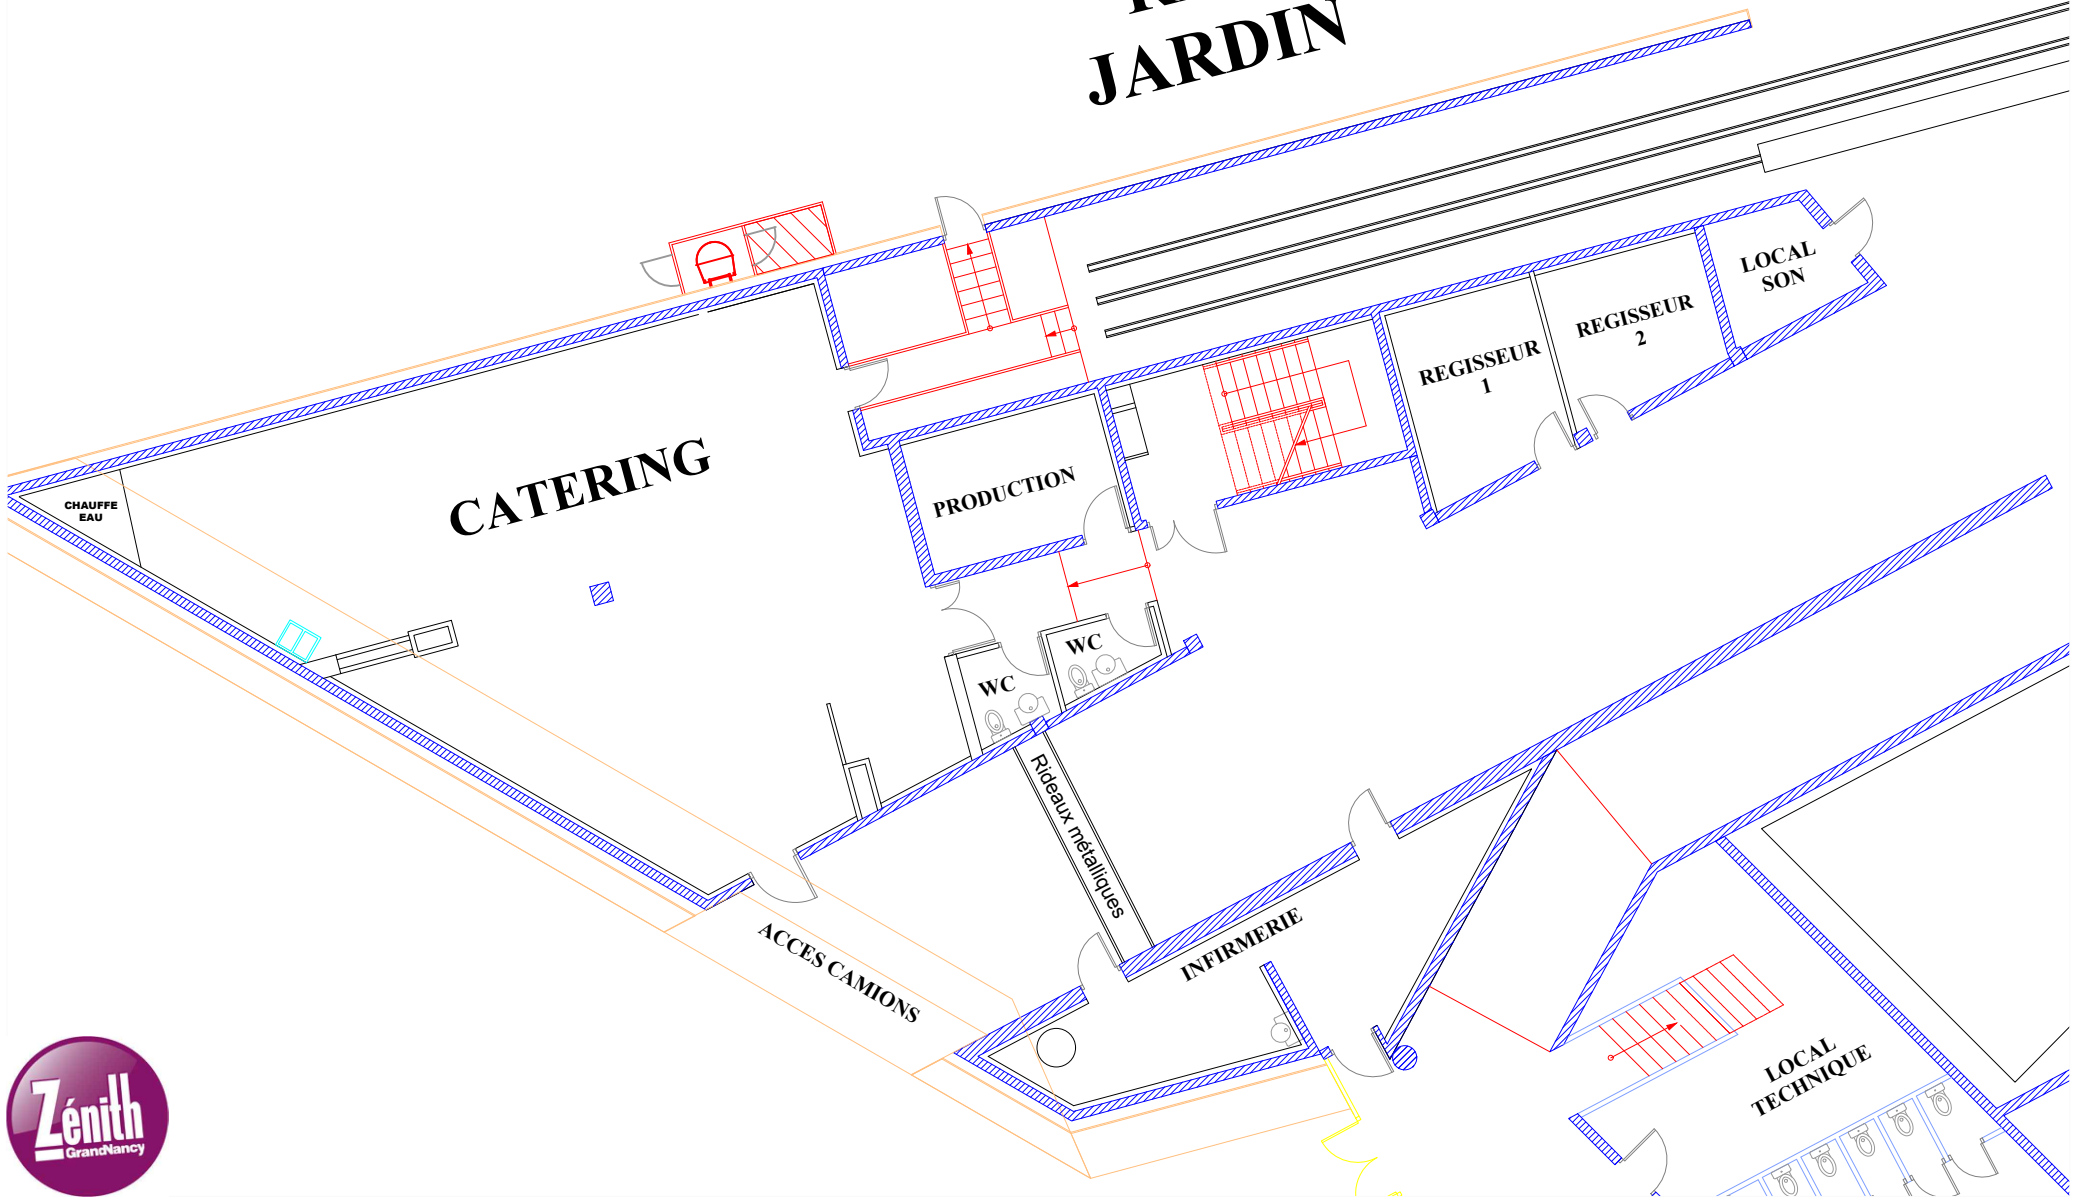 JARDIN
LOCAL
SON
REGISSEUR
2
REGISSEUR
1
CATERING
PRODUCTION
CHAUFFE
EAU
WC
WC
Rideaux métalliques
INFIRMERIE
ACCES CAMIONS
LOCAL
TECHNIQUE
Zénith
GrandNancy